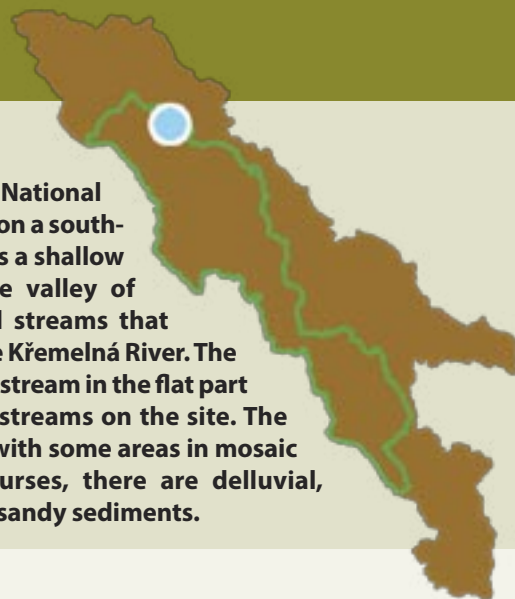 National
on a south-
s a shallow
e valley of
streams that
e Křemelná River. The
stream in the flat part
streams on the site. The
with some areas in mosaic
urses, there are delluvial,
sandy sediments.